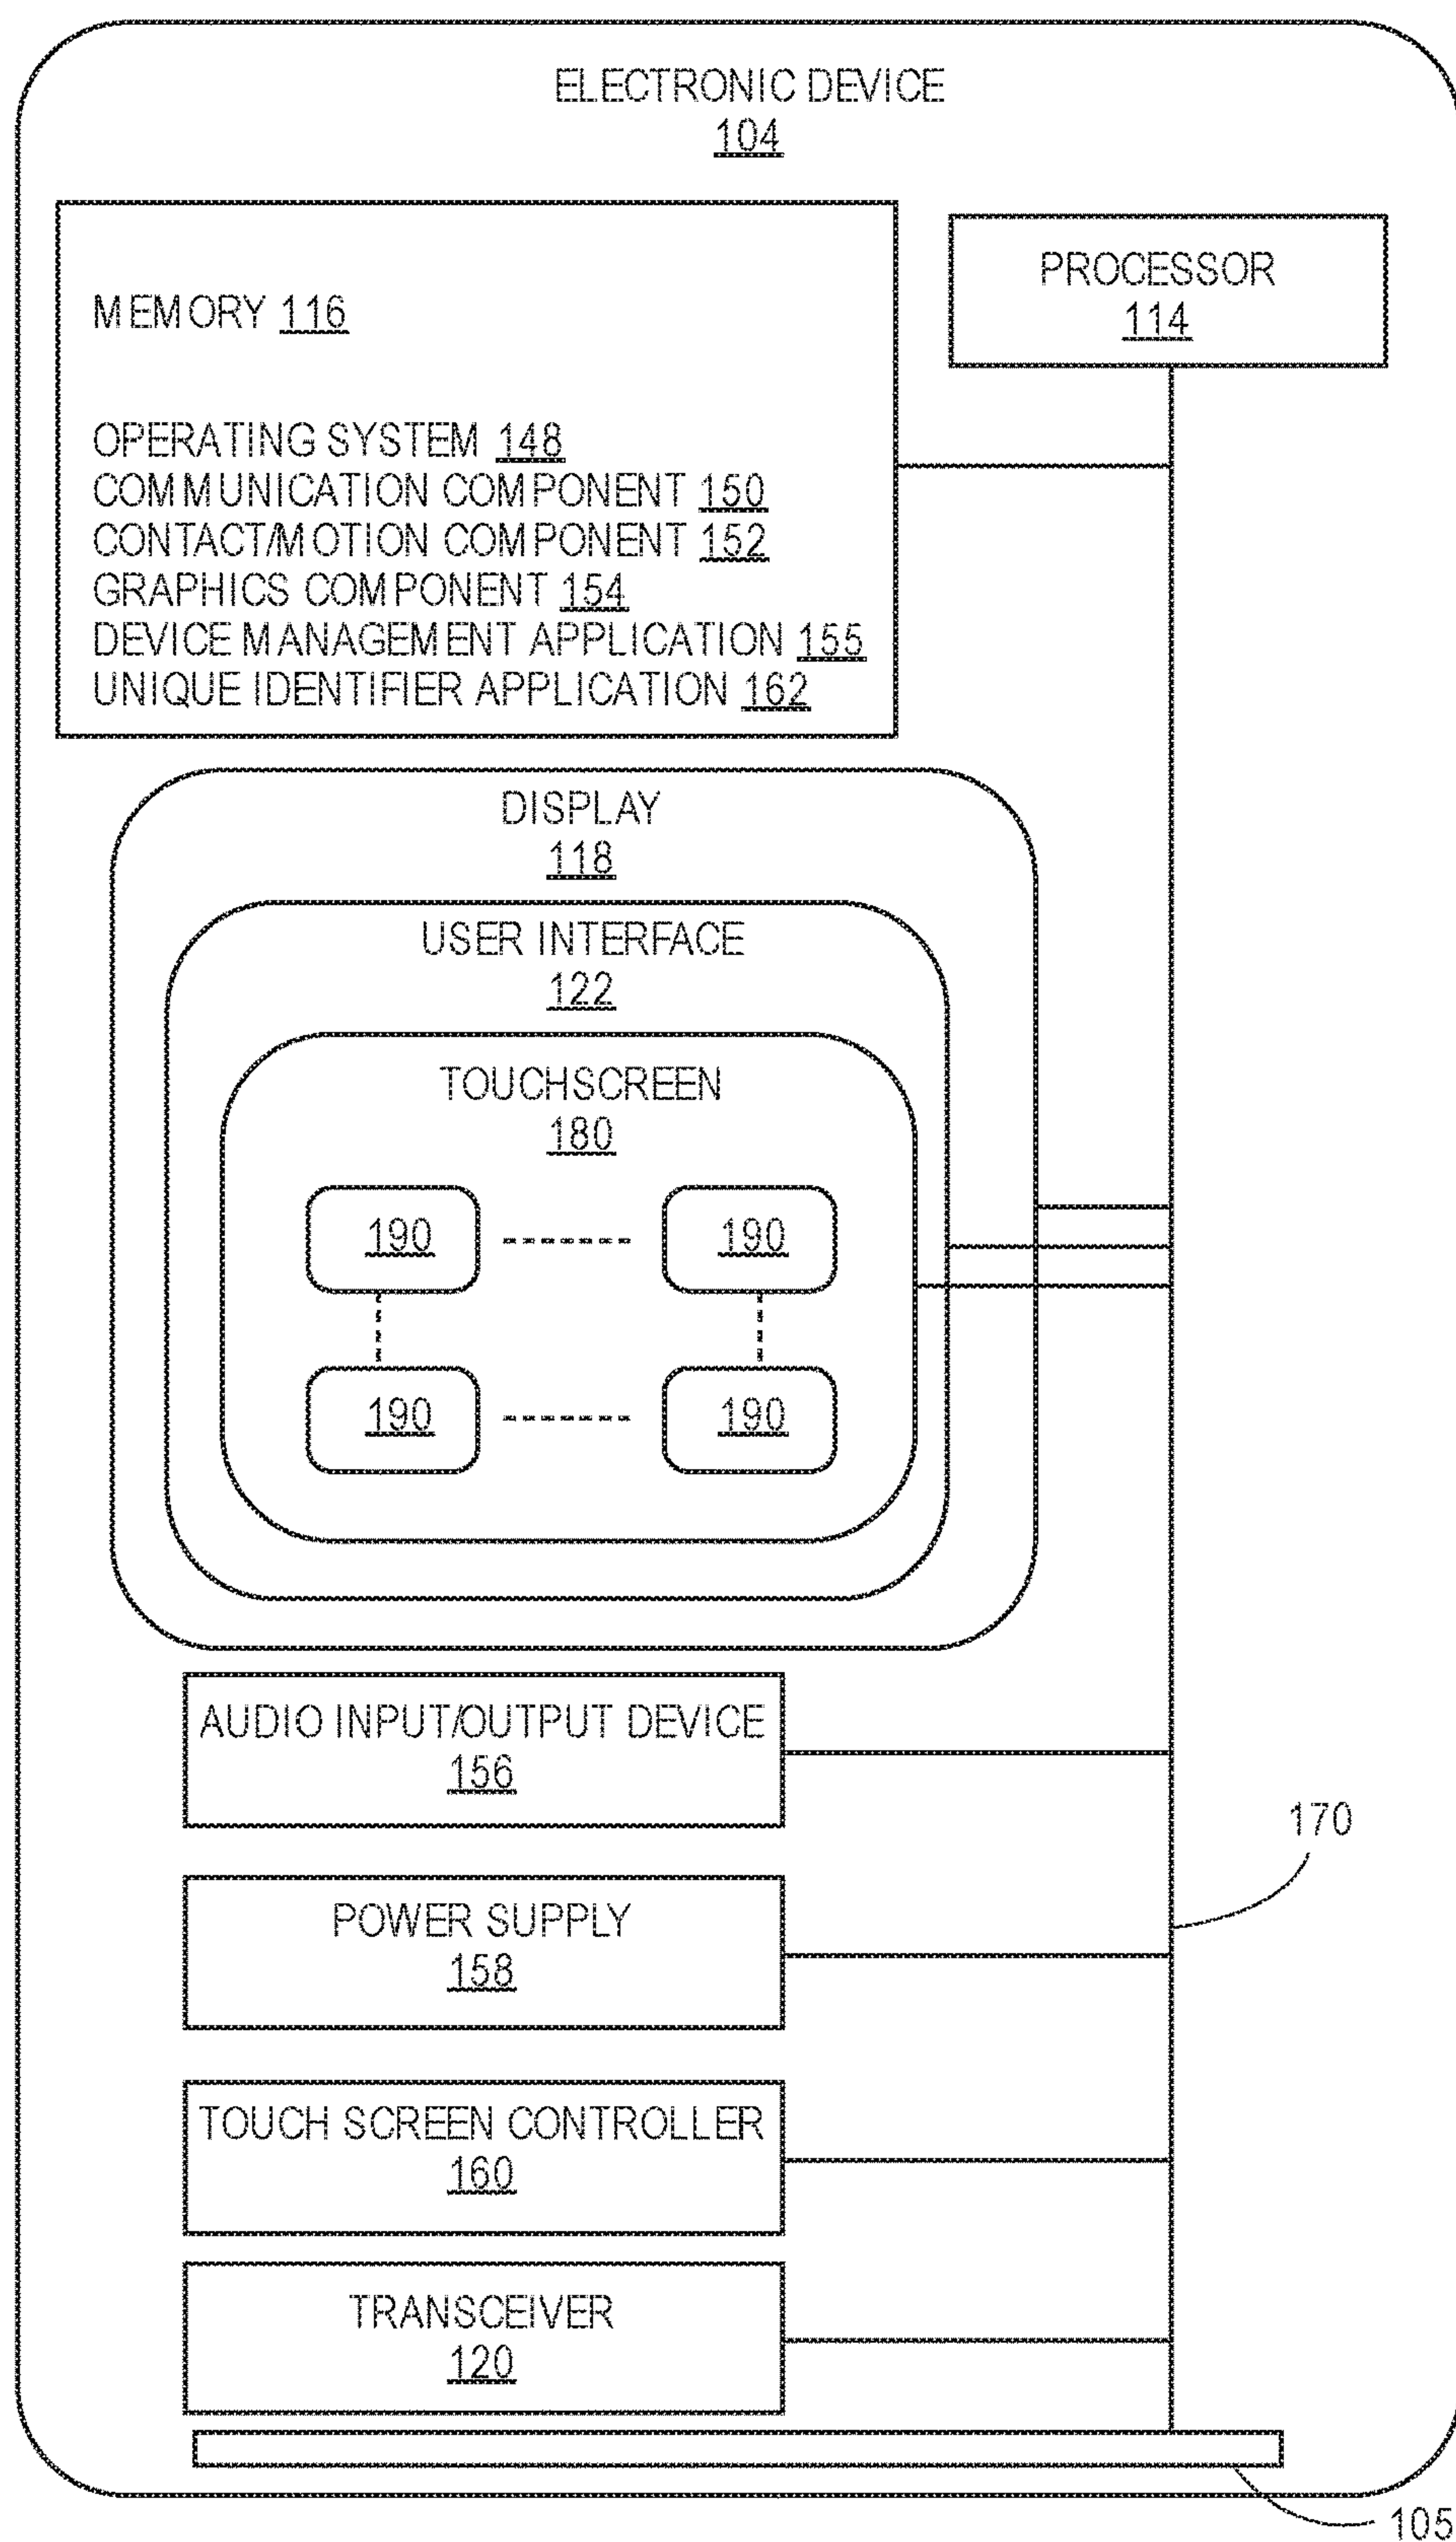 ELECTRONIC DEVICE
104
PROCESSOR
114
MEMORY 116
OPERATING SYSTEM 148
COMMUNICATION COMPONENT 150
CONTACT/MOTION COMPONENT 152
GRAPHICS COMPONENT 154
DEVICE MANAGEMENT APPLICATION 155
UNIQUE IDENTIFIER APPLICATION 162
DISPLAY
118
USER INTERFACE
122
TOUCHSCREEN
180
190 190
190 190
AUDIO INPUT/OUTPUT DEVICE
156
170
POWER SUPPLY
158
TOUCH SCREEN CONTROLLER
160
TRANSCEIVER
120
105